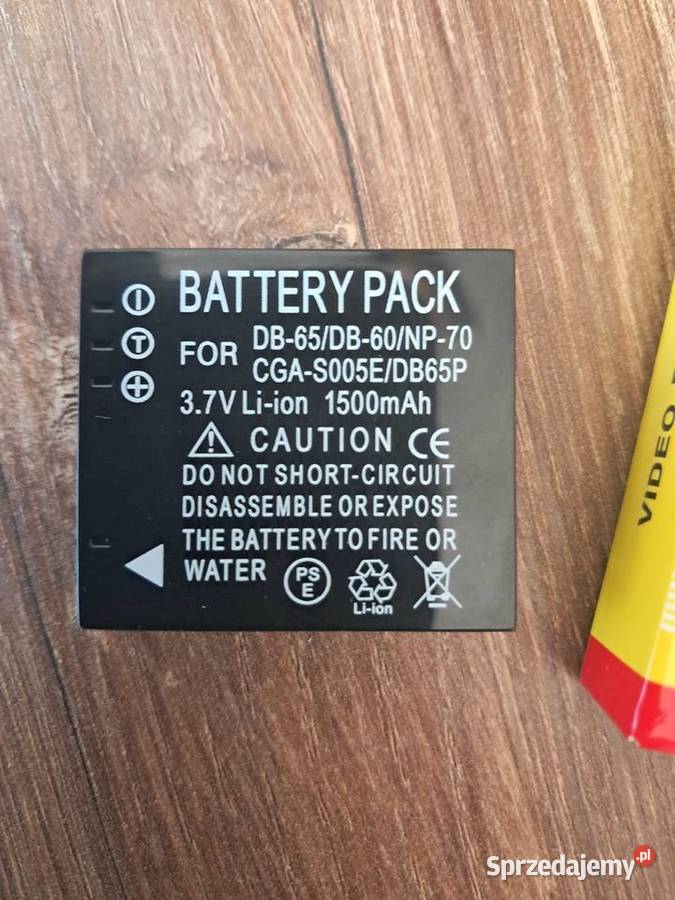 BATTERY PACK
FOR DB-65/DB-60/NP-70
CGA-S005E/DB65P
3.7V Li-ion 1500mAh
CAUTION CE
DO NOT SHORT-CIRCUIT
DISASSEMBLE OR EXPOSE
THE BATTERY TO FIRE OR
WATER
PS
E
Li-ion
T
VIDEO
Sprzedajemy.pl